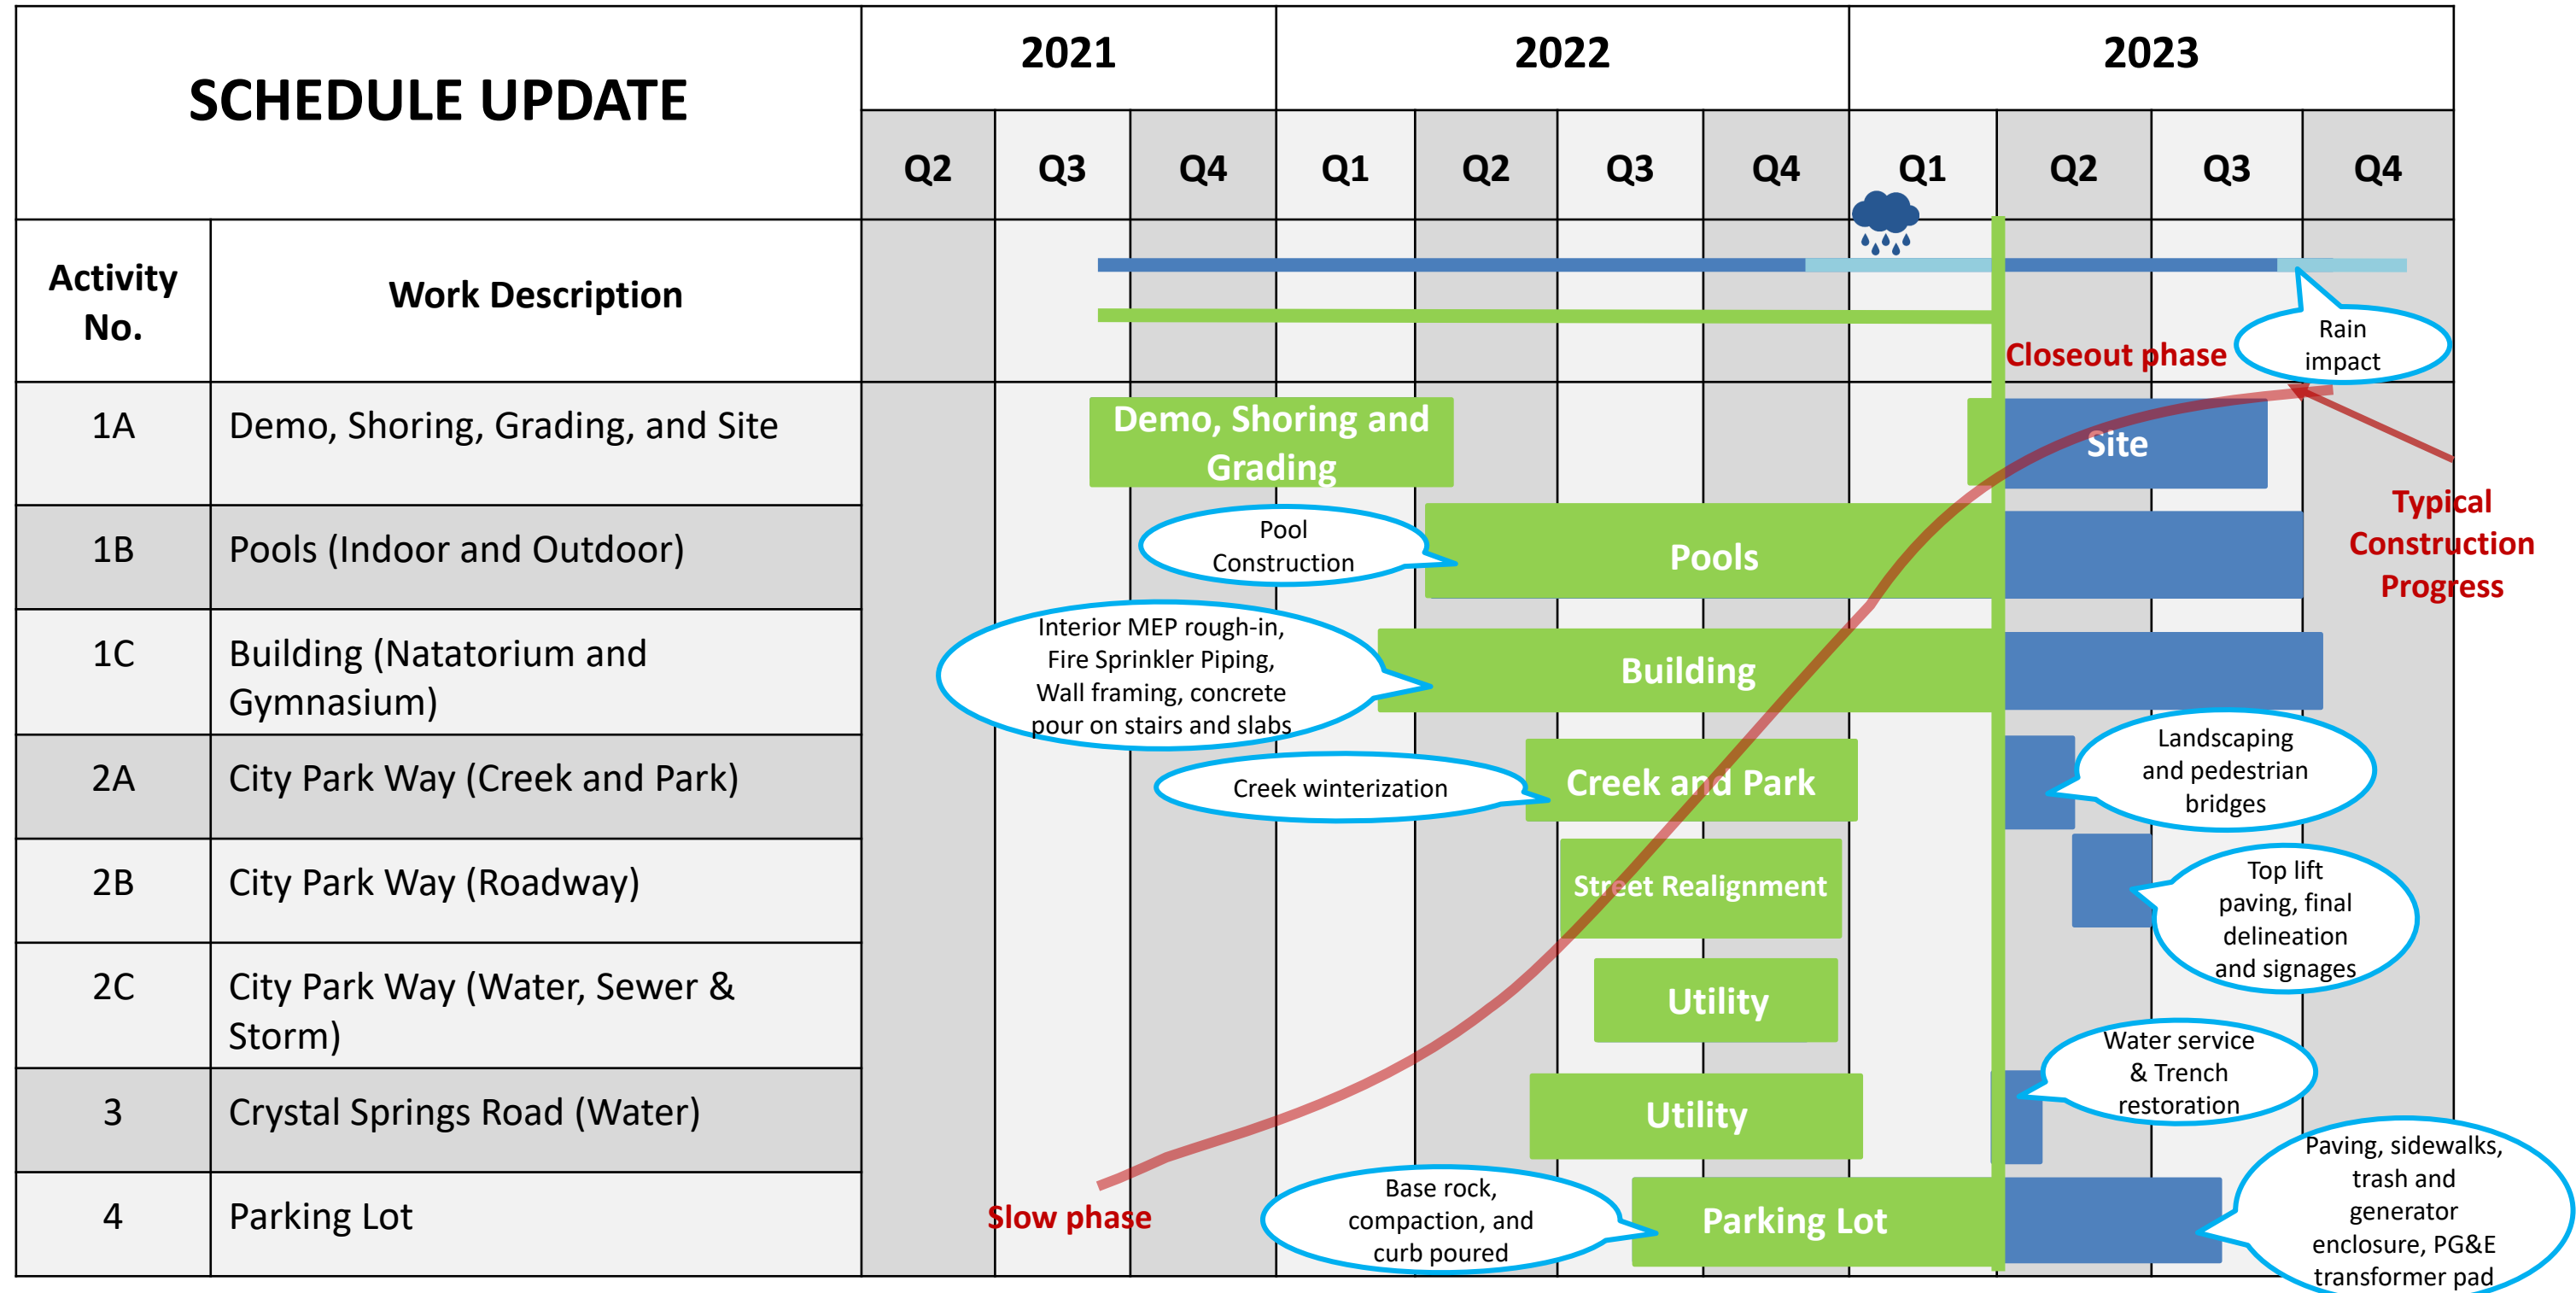 SCHEDULE UPDATE
2021
2022
2023
Q2
Q3
Q4
Q1
Q2
Q3
Q4
Q1
Q2
Q3
Q4
Activity
No.
Work Description
Rain
impact
Closeout phase
1A
Demo, Shoring, Grading, and Site
Demo, Shoring and
Grading
Site
Typical
Construction
Progress
1B
Pools (Indoor and Outdoor)
Pool
Construction
Pools
1C
Building (Natatorium and
Gymnasium)
Interior MEP rough-in,
Fire Sprinkler Piping,
Wall framing, concrete
pour on stairs and slabs
Building
2A
City Park Way (Creek and Park)
Creek winterization
Creek and Park
Landscaping
and pedestrian
bridges
2B
City Park Way (Roadway)
Street Realignment
Top lift
paving, final
delineation
and signages
2C
City Park Way (Water, Sewer &
Storm)
Utility
3
Crystal Springs Road (Water)
Utility
Water service
& Trench
restoration
4
Parking Lot
Slow phase
Base rock,
compaction, and
curb poured
Parking Lot
Paving, sidewalks,
trash and
generator
enclosure, PG&E
transformer pad